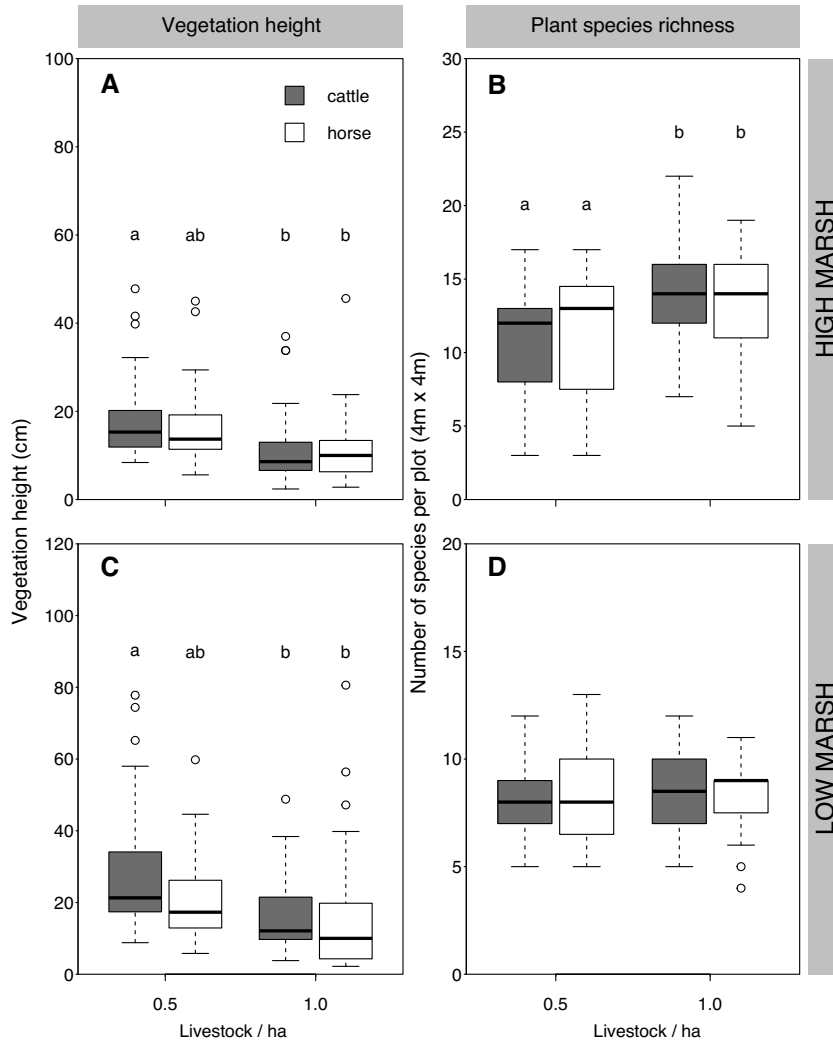 Vegetation height
Plant species richness
A
cattle
horse
a ab b b
100
80
60
40
20
0
B
a a b b
30
25
20
15
10
5
0
HIGH MARSH
Vegetation height (cm)
Number of species per plot (4m x 4m)
C
a ab b b
120
100
80
60
40
20
0
0.5 1.0
Livestock / ha
D
20
15
10
5
0
0.5 1.0
Livestock / ha
LOW MARSH